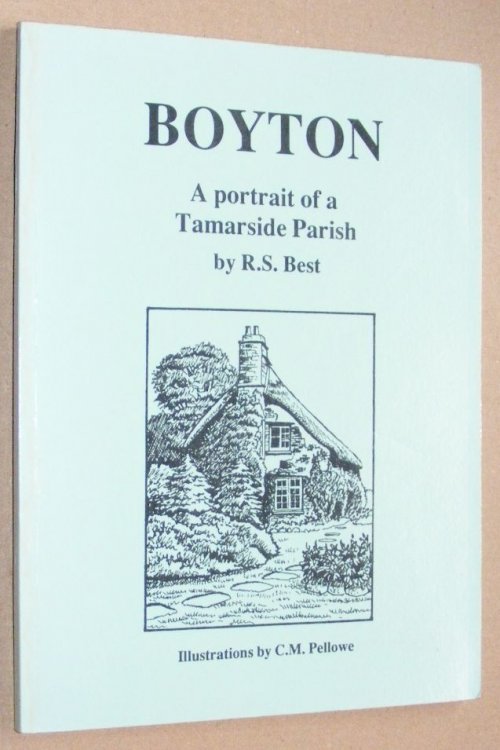 BOYTON
A portrait of a
Tamarside Parish
by R.S. Best
Illustrations by C.M. Pellowe